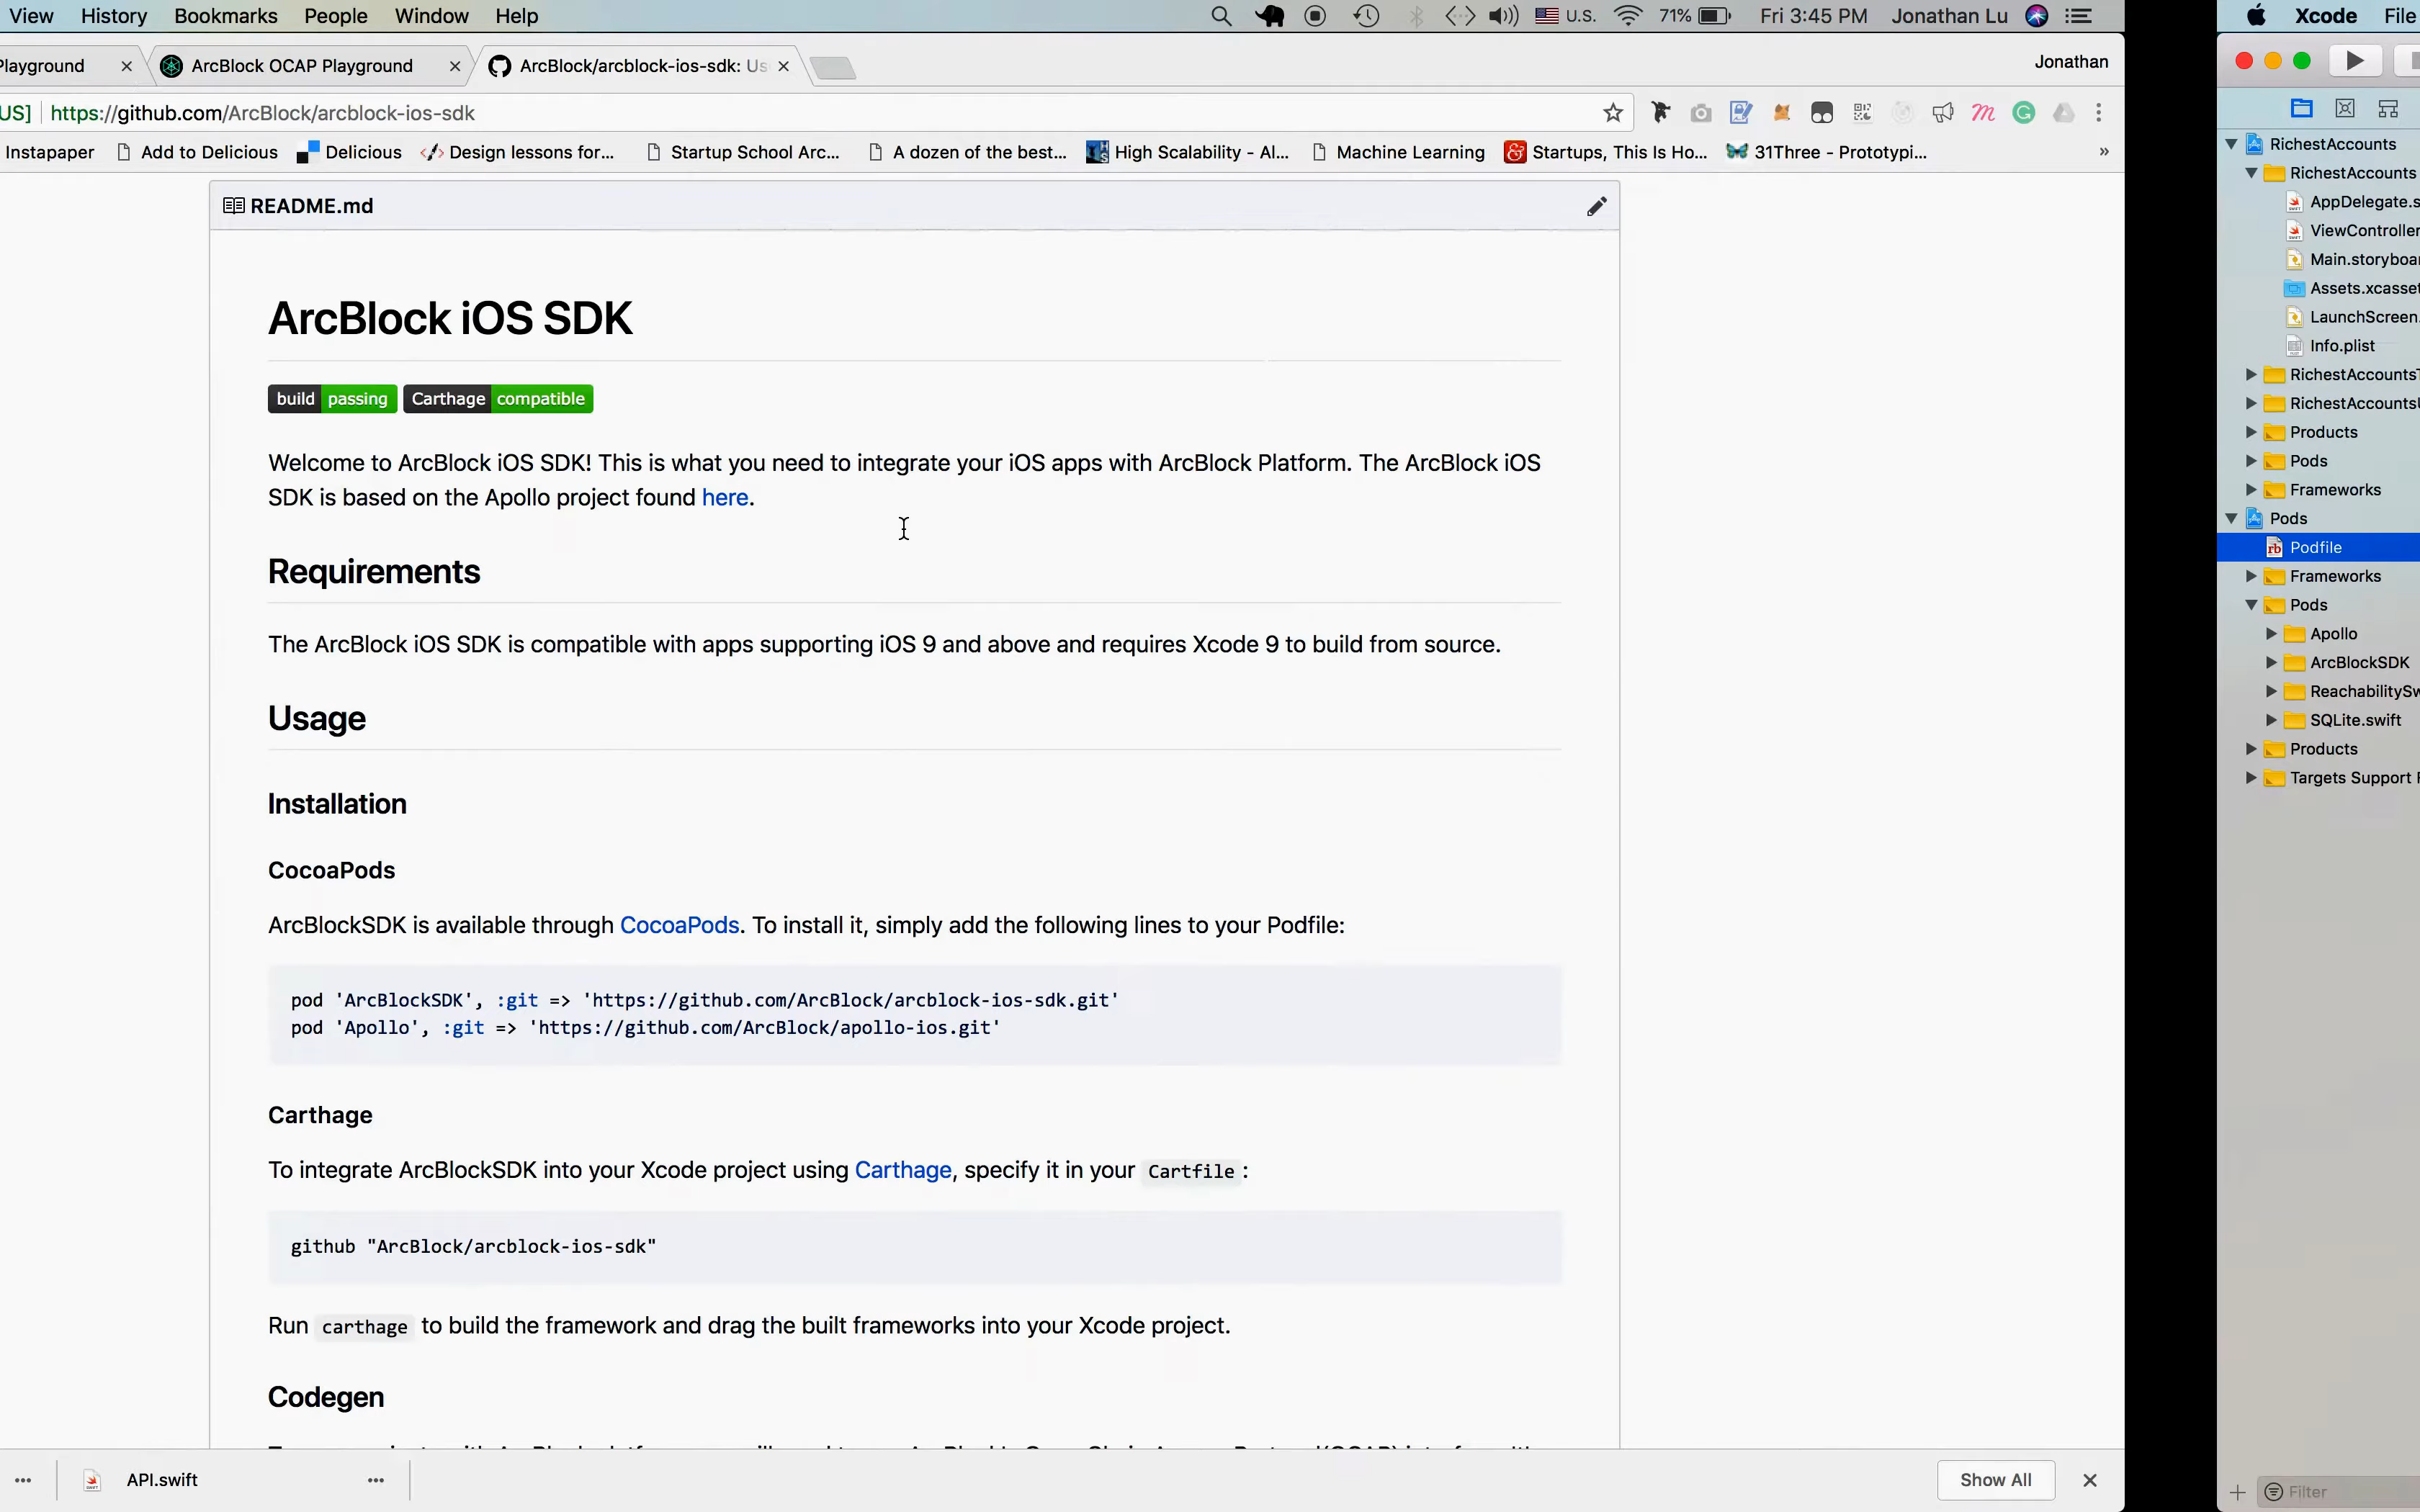 View History Bookmarks People Window Help U.S. 71% Fri 3:45 PM Jonathan Lu
Playground ArcBlock OCAP Playground ArcBlock/arcblock-ios-sdk: Us Jonathan
US] https://github.com/ArcBlock/arcblock-ios-sdk
Instapaper Add to Delicious Delicious Design lessons for... Startup School Arc... A dozen of the best... High Scalability - Al... Machine Learning Startups, This Is Ho... 31Three - Prototypi... »
README.md
ArcBlock iOS SDK
build passing Carthage compatible
Welcome to ArcBlock iOS SDK! This is what you need to integrate your iOS apps with ArcBlock Platform. The ArcBlock iOS
SDK is based on the Apollo project found here.
Requirements
The ArcBlock iOS SDK is compatible with apps supporting iOS 9 and above and requires Xcode 9 to build from source.
Usage
Installation
CocoaPods
ArcBlockSDK is available through CocoaPods. To install it, simply add the following lines to your Podfile:
pod 'ArcBlockSDK', :git => 'https://github.com/ArcBlock/arcblock-ios-sdk.git'
pod 'Apollo', :git => 'https://github.com/ArcBlock/apollo-ios.git'
Carthage
To integrate ArcBlockSDK into your Xcode project using Carthage, specify it in your Cartfile:
github "ArcBlock/arcblock-ios-sdk"
Run carthage to build the framework and drag the built frameworks into your Xcode project.
Codegen
API.swift
Show All
Xcode File
RichestAccounts
RichestAccounts
AppDelegate.s
ViewController
Main.storyboar
Assets.xcasset
LaunchScreen.
Info.plist
RichestAccountsT
RichestAccountsU
Products
Pods
Frameworks
Pods
rb Podfile
Frameworks
Pods
Apollo
ArcBlockSDK
ReachabilitySw
SQLite.swift
Products
Targets Support F
Filter